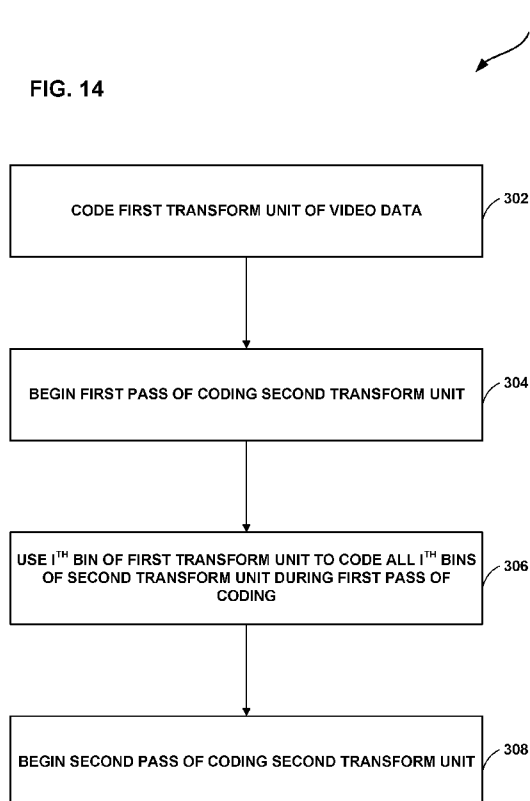 FIG. 14
CODE FIRST TRANSFORM UNIT OF VIDEO DATA
302
BEGIN FIRST PASS OF CODING SECOND TRANSFORM UNIT
304
USE I^TH BIN OF FIRST TRANSFORM UNIT TO CODE ALL I^TH BINS
OF SECOND TRANSFORM UNIT DURING FIRST PASS OF
CODING
306
BEGIN SECOND PASS OF CODING SECOND TRANSFORM UNIT
308